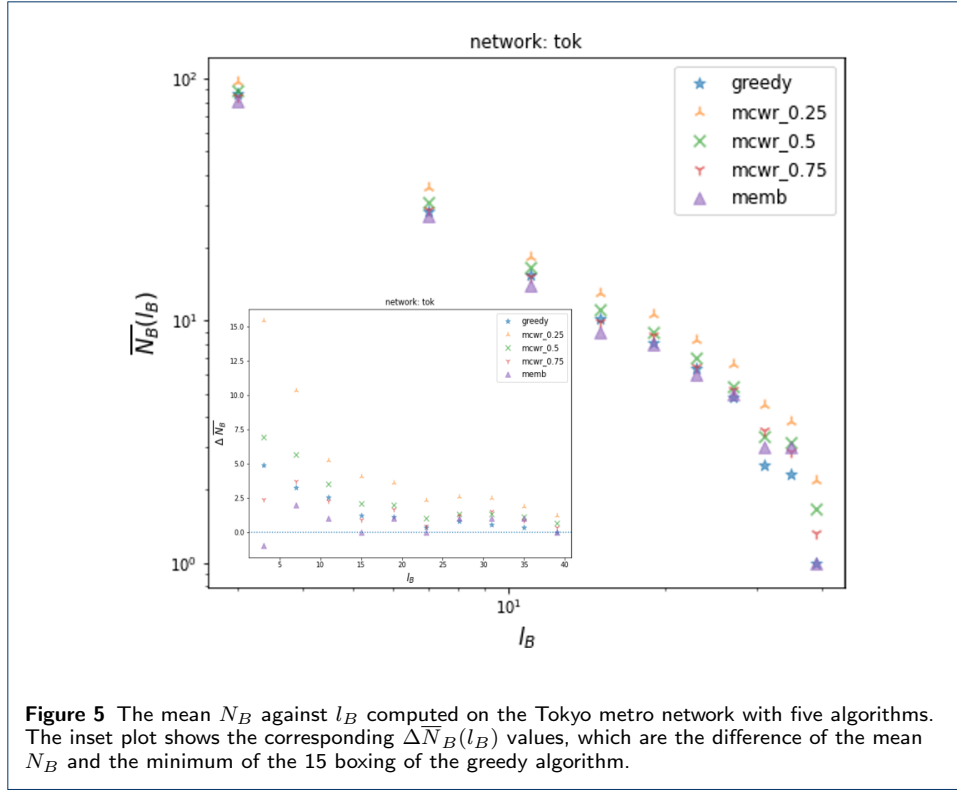 network: tok
10²
10¹
10⁰
N̅_B(l_B)
greedy
mcwr_0.25
mcwr_0.5
mcwr_0.75
memb
network: tok
15.0
12.5
10.0
7.5
5.0
2.5
0.0
Δ N̅_B
greedy
mcwr_0.25
mcwr_0.5
mcwr_0.75
memb
5 10 15 20 25 30 35 40
l_B
10¹
l_B
Figure 5 The mean N_B against l_B computed on the Tokyo metro network with five algorithms.
The inset plot shows the corresponding ΔN̅_B(l_B) values, which are the difference of the mean
N_B and the minimum of the 15 boxing of the greedy algorithm.